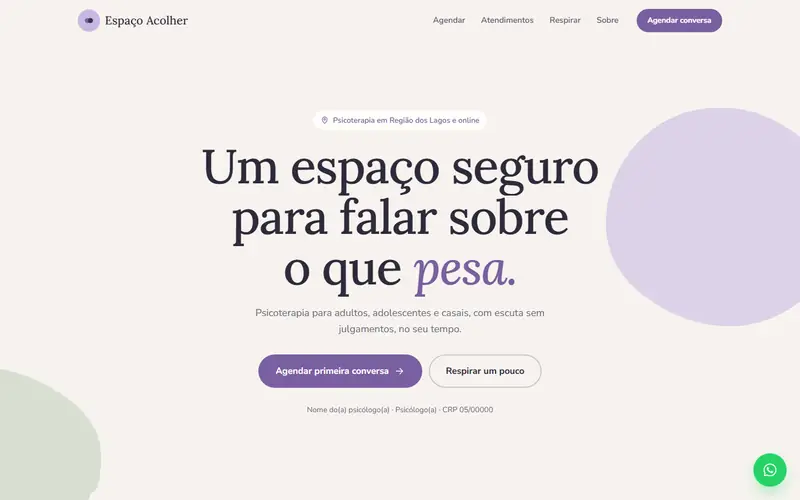 Espaço Acolher
Agendar
Atendimentos
Respirar
Sobre
Agendar conversa
Psicoterapia em Região dos Lagos e online
Um espaço seguro
para falar sobre
o que pesa.
Psicoterapia para adultos, adolescentes e casais, com escuta sem
julgamentos, no seu tempo.
Agendar primeira conversa →
Respirar um pouco
Nome do(a) psicólogo(a) · Psicólogo(a) · CRP 05/00000